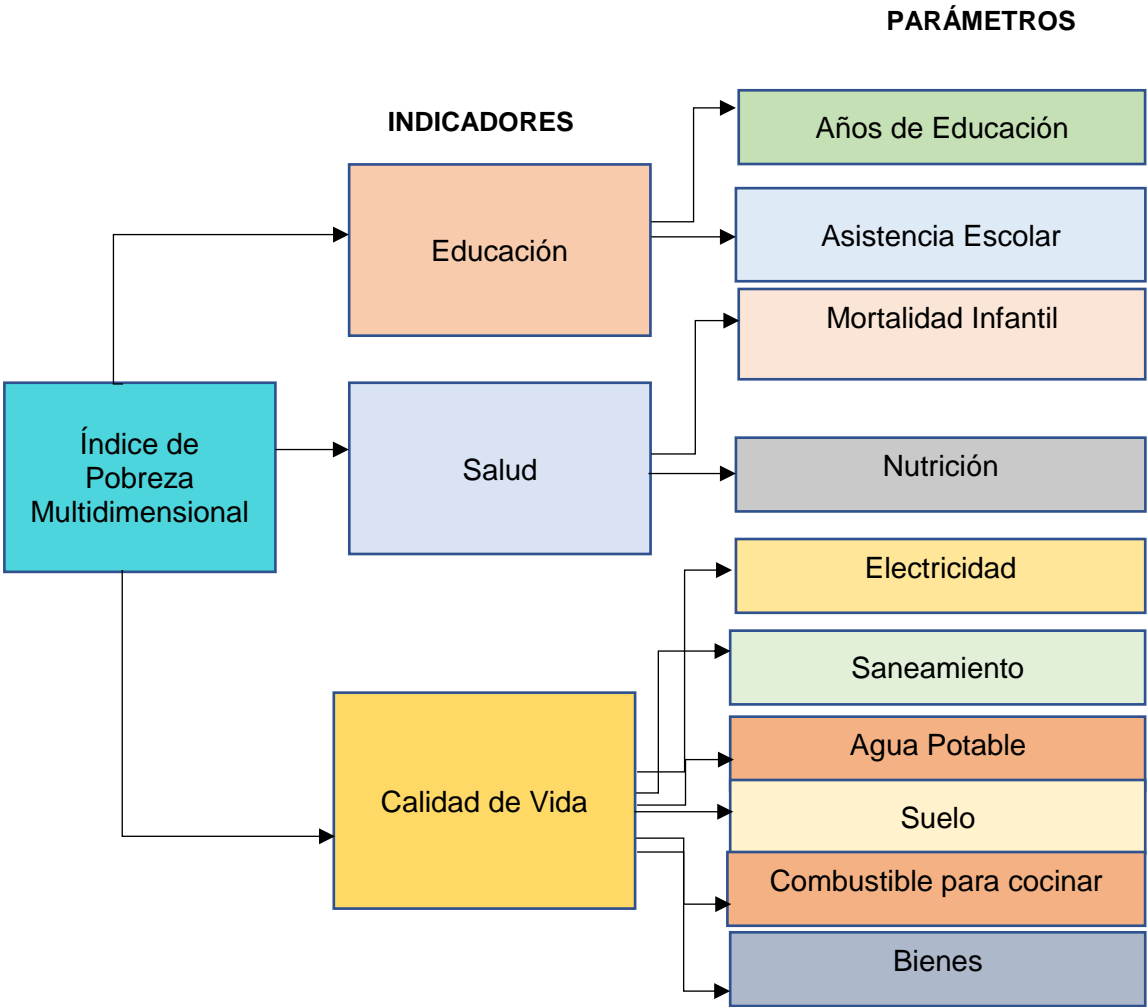 PARÁMETROS
INDICADORES
Años de Educación
Educación
Asistencia Escolar
Mortalidad Infantil
Índice de
Pobreza
Multidimensional
Salud
Nutrición
Electricidad
Saneamiento
Calidad de Vida
Agua Potable
Suelo
Combustible para cocinar
Bienes